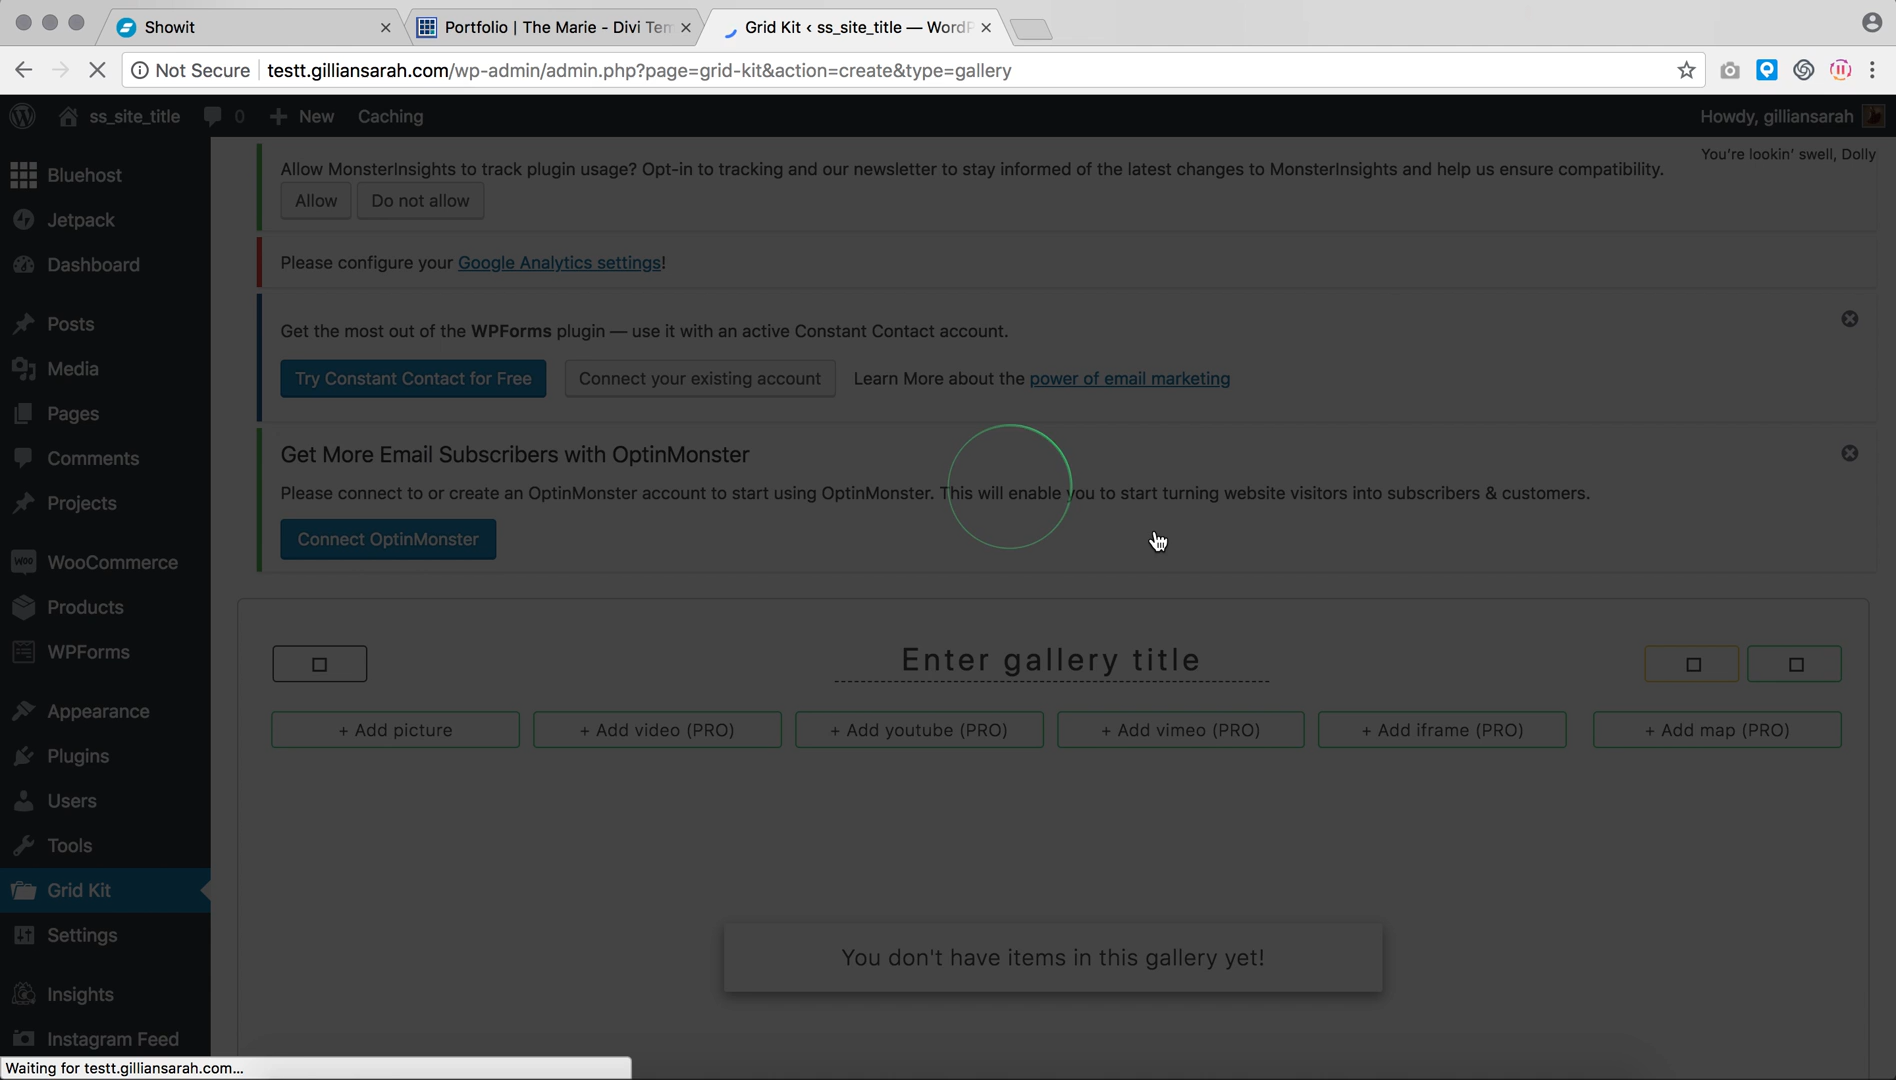 Showit
Portfolio | The Marie - Divi Tem
Grid Kit ‹ ss_site_title — WordP
Not Secure
testt.gilliansarah.com/wp-admin/admin.php?page=grid-kit&action=create&type=gallery
ss_site_title
0
New
Caching
Howdy, gilliansarah
You're lookin' swell, Dolly
Bluehost
Jetpack
Dashboard
Posts
Media
Pages
Comments
Projects
WooCommerce
Products
WPForms
Appearance
Plugins
Users
Tools
Grid Kit
Settings
Insights
Instagram Feed
Allow MonsterInsights to track plugin usage? Opt-in to tracking and our newsletter to stay informed of the latest changes to MonsterInsights and help us ensure compatibility.
Allow
Do not allow
Please configure your Google Analytics settings!
Get the most out of the WPForms plugin — use it with an active Constant Contact account.
Try Constant Contact for Free
Connect your existing account
Learn More about the power of email marketing
Get More Email Subscribers with OptinMonster
Please connect to or create an OptinMonster account to start using OptinMonster. This will enable you to start turning website visitors into subscribers & customers.
Connect OptinMonster
Enter gallery title
+ Add picture
+ Add video (PRO)
+ Add youtube (PRO)
+ Add vimeo (PRO)
+ Add iframe (PRO)
+ Add map (PRO)
You don't have items in this gallery yet!
Waiting for testt.gilliansarah.com...